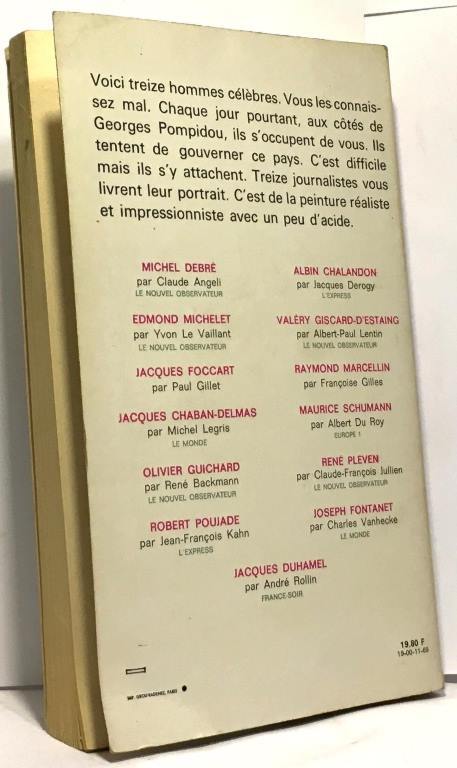 Voici treize hommes célèbres. Vous les connais-
sez mal. Chaque jour pourtant, aux côtés de
Georges Pompidou, ils s'occupent de vous. Ils
tentent de gouverner ce pays. C'est difficile
mais ils s'y attachent. Treize journalistes vous
livrent leur portrait. C'est de la peinture réaliste
et impressionniste avec un peu d'acide.
MICHEL DEBRÉ
par Claude Angeli
LE NOUVEL OBSERVATEUR
EDMOND MICHELET
par Yvon Le Vaillant
LE NOUVEL OBSERVATEUR
JACQUES FOCCART
par Paul Gillet
JACQUES CHABAN-DELMAS
par Michel Legris
LE MONDE
OLIVIER GUICHARD
par René Backmann
LE NOUVEL OBSERVATEUR
ROBERT POUJADE
par Jean-François Kahn
L'EXPRESS
ALBIN CHALANDON
par Jacques Derogy
L'EXPRESS
VALÉRY GISCARD-D'ESTAING
par Albert-Paul Lentin
LE NOUVEL OBSERVATEUR
RAYMOND MARCELLIN
par Françoise Gilles
MAURICE SCHUMANN
par Albert Du Roy
EUROPE 1
RENÉ PLEVEN
par Claude-François Jullien
LE NOUVEL OBSERVATEUR
JOSEPH FONTANET
par Charles Vanhecke
LE MONDE
JACQUES DUHAMEL
par André Rollin
FRANCE-SOIR
19,80 F
19-00-11-69
IMP. PARIS